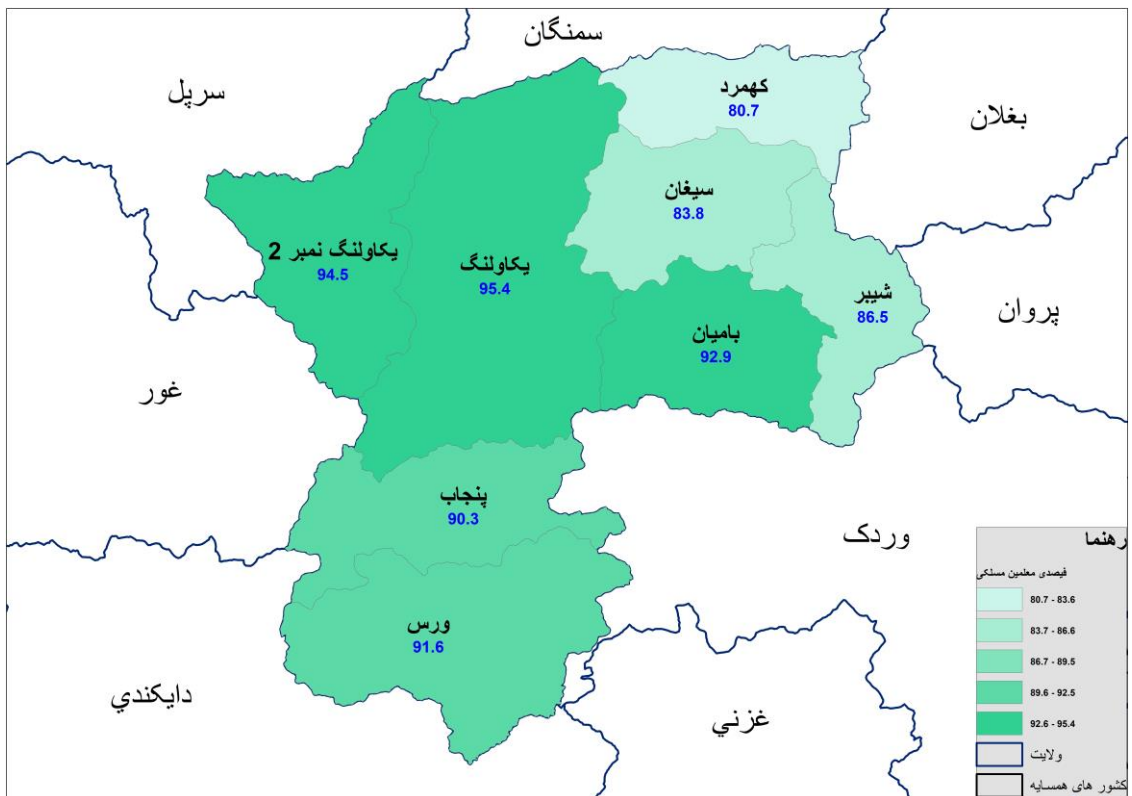 سمنگان
سرپل
کهمرد
80.7
بغلان
سیغان
83.8
یکاولنگ نمبر 2
94.5
یکاولنگ
95.4
شیبر
86.5
پروان
بامیان
92.9
غور
پنجاب
90.3
وردک
ورس
91.6
دایکندي
غزني
رهنما
فیصدی معلمین مسلکی
80.7 - 83.6
83.7 - 86.6
86.7 - 89.5
89.6 - 92.5
92.6 - 95.4
ولایت
کشور های همسایه